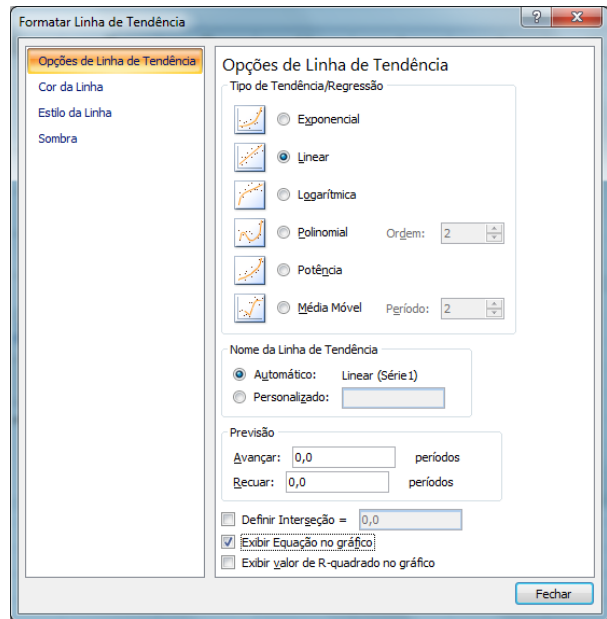 Formatar Linha de Tendência
Opções de Linha de Tendência
Cor da Linha
Estilo da Linha
Sombra
Opções de Linha de Tendência
Tipo de Tendência/Regressão
Exponencial
Linear
Logarítmica
Polinomial Ordem: 2
Potência
Média Móvel Período: 2
Nome da Linha de Tendência
Automático: Linear (Série1)
Personalizado:
Previsão
Avançar: 0,0 períodos
Recuar: 0,0 períodos
Definir Interseção = 0,0
Exibir Equação no gráfico
Exibir valor de R-quadrado no gráfico
Fechar